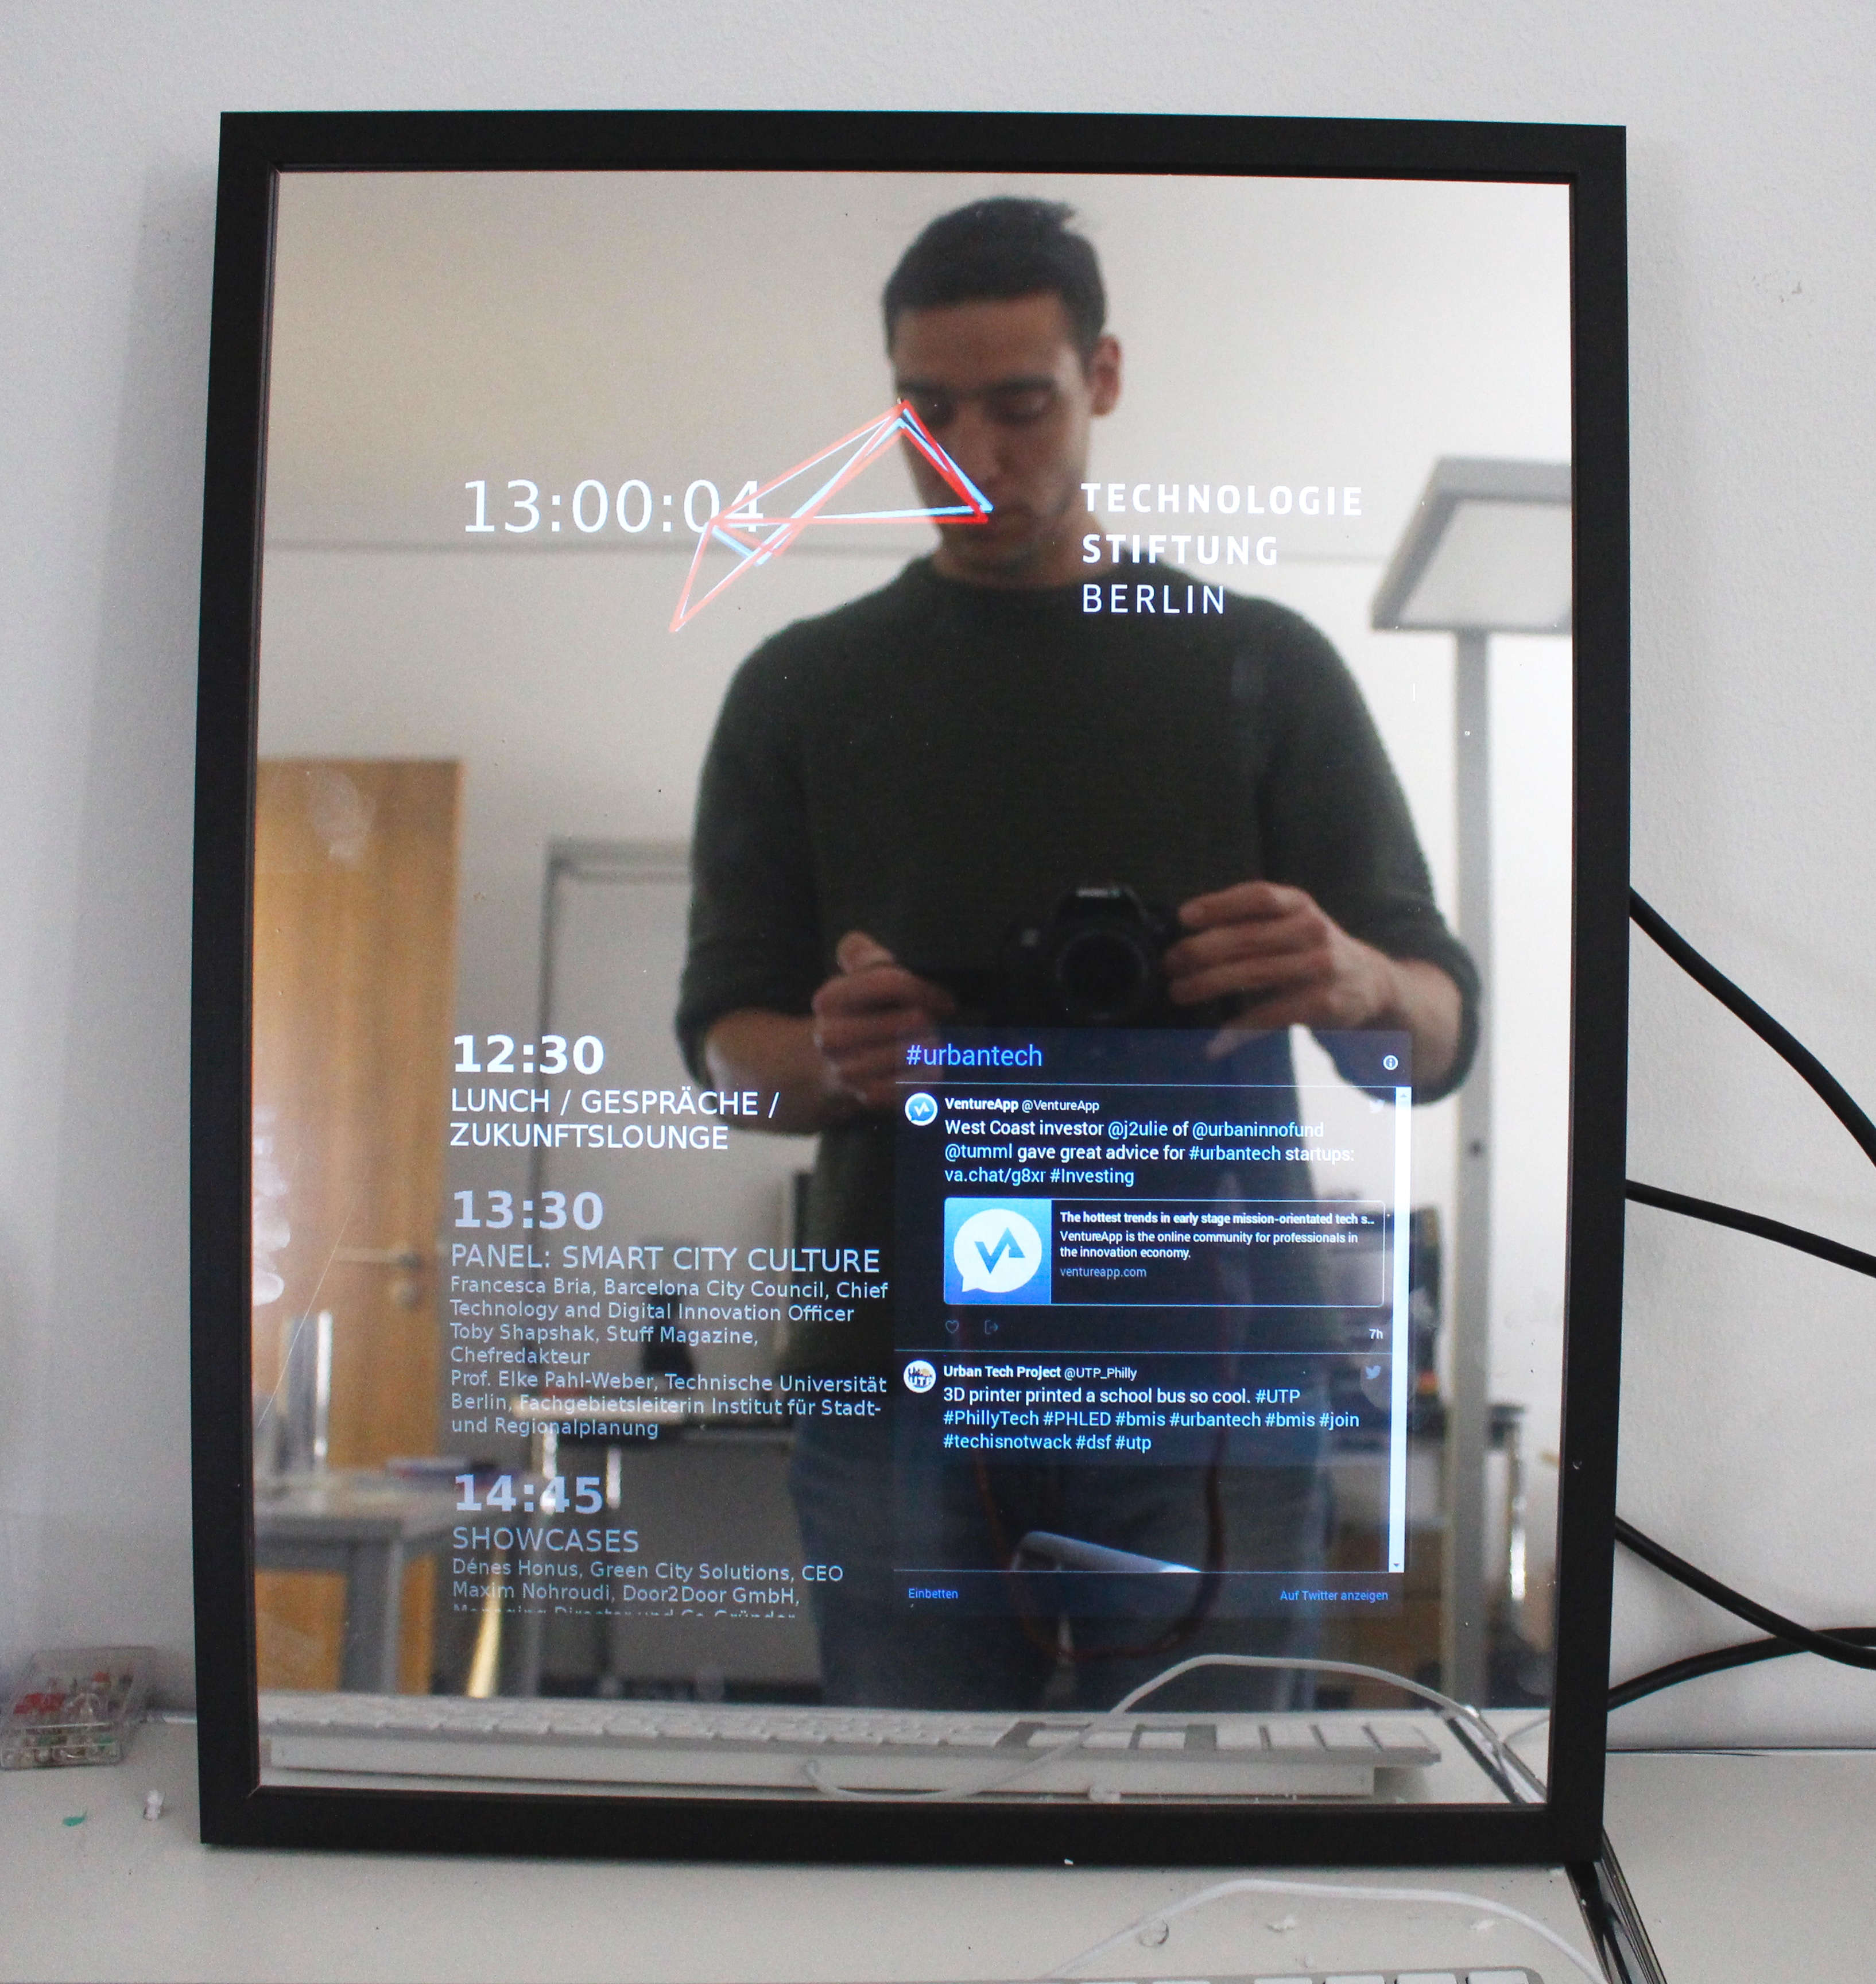 13:00:04
TECHNOLOGIE
STIFTUNG
BERLIN
12:30
LUNCH / GESPRÄCHE /
ZUKUNFTSLOUNGE
13:30
PANEL: SMART CITY CULTURE
Francesca Bria, Barcelona City Council, Chief
Technology and Digital Innovation Officer
Toby Shapshak, Stuff Magazine,
Chefredakteur
Prof. Elke Pahl-Weber, Technische Universität
Berlin, Fachgebietsleiterin Institut für Stadt-
und Regionalplanung
14:45
SHOWCASES
Dénes Honus, Green City Solutions, CEO
Maxim Nohroudi, Door2Door GmbH,
Managing Director und Co-Gründer
#urbantech
VentureApp @VentureApp
West Coast investor @j2ulie of @urbaninnofund
@tumml gave great advice for #urbantech startups:
va.chat/g8xr #Investing
The hottest trends in early stage mission-orientated tech s...
VentureApp is the online community for professionals in
the innovation economy.
ventureapp.com
7h
UTP
Urban Tech Project @UTP_Philly
3D printer printed a school bus so cool. #UTP
#PhillyTech #PHLED #bmis #urbantech #bmis #join
#techisnotwack #dsf #utp
Einbetten
Auf Twitter anzeigen